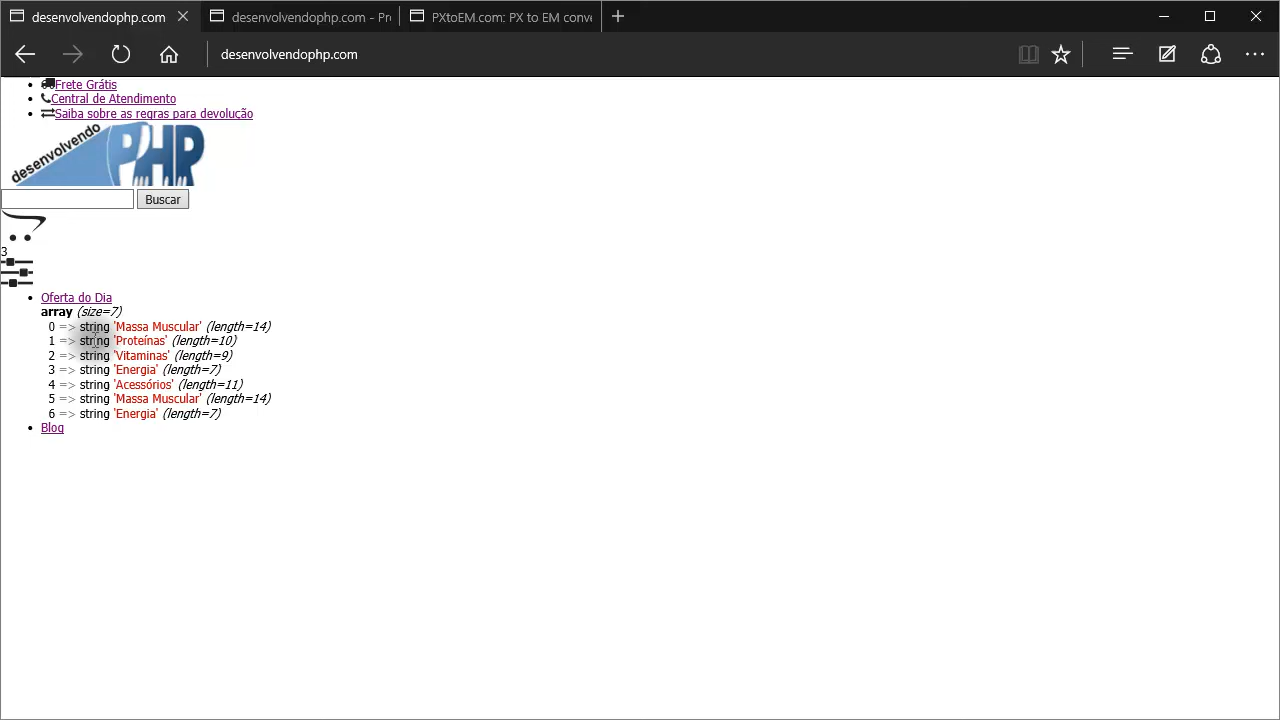 desenvolvendophp.com
desenvolvendophp.com - Pr
PXtoEM.com: PX to EM conve
desenvolvendophp.com
Frete Grátis
Central de Atendimento
Saiba sobre as regras para devolução
desenvolvendo PHP
Buscar
3
Oferta do Dia
array (size=7)
0 => string 'Massa Muscular' (length=14)
1 => string 'Proteínas' (length=10)
2 => string 'Vitaminas' (length=9)
3 => string 'Energia' (length=7)
4 => string 'Acessórios' (length=11)
5 => string 'Massa Muscular' (length=14)
6 => string 'Energia' (length=7)
Blog